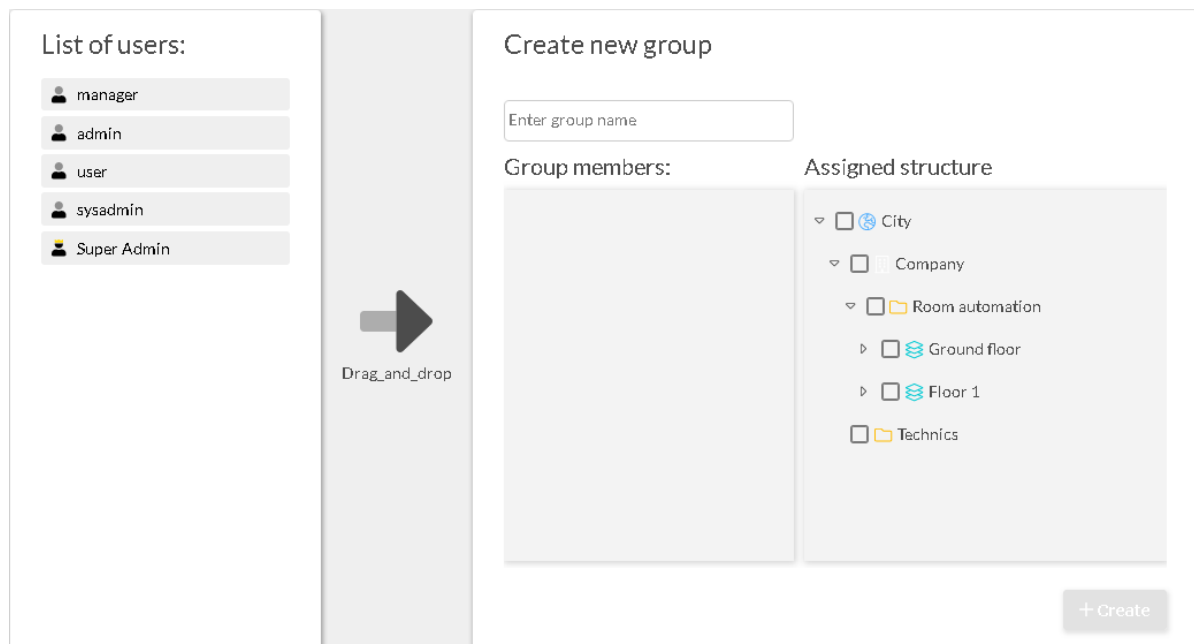 List of users:
manager
admin
user
sysadmin
Super Admin
Drag_and_drop
Create new group
Enter group name
Group members:
Assigned structure
City
Company
Room automation
Ground floor
Floor 1
Technics
+ Create